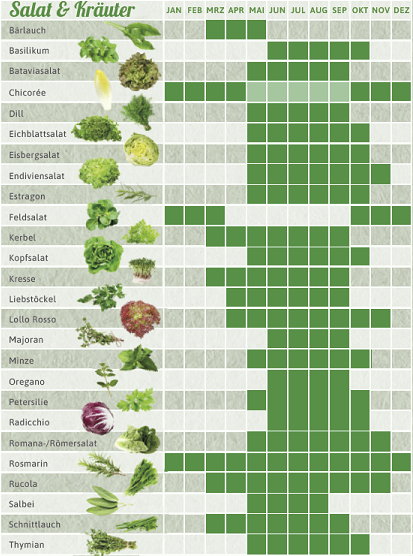 Salat & Kräuter JAN FEB MRZ APR MAI JUN JUL AUG SEP OKT NOV DEZ
Bärlauch
Basilikum
Bataviasalat
Chicorée
Dill
Eichblattsalat
Eisbergsalat
Endiviensalat
Estragon
Feldsalat
Kerbel
Kopfsalat
Kresse
Liebstöckel
Lollo Rosso
Majoran
Minze
Oregano
Petersilie
Radicchio
Romana-/Römersalat
Rosmarin
Rucola
Salbei
Schnittlauch
Thymian